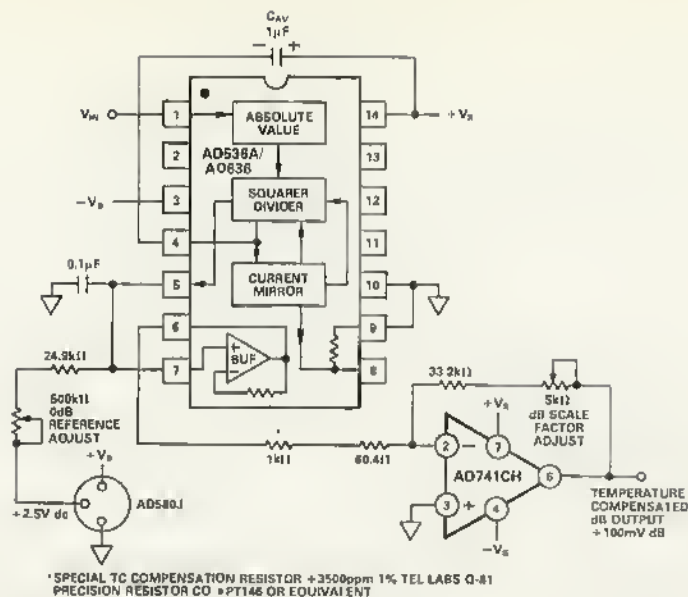 CAV
1µF
− +
VIN
1
ABSOLUTE
VALUE
14
+VS
2
AD536A/
AD636
13
−VS
3
SQUARER
DIVIDER
12
4
11
0.1µF
5
CURRENT
MIRROR
10
6
9
24.9kΩ
7
+
−
BUF
8
33.2kΩ
500kΩ
0dB
REFERENCE
ADJUST
5kΩ
dB SCALE
FACTOR
ADJUST
+VS
1kΩ
60.4Ω
2 −
7
AD741CH
6
+VS
+2.5V dc
AD580J
3 +
4
−VS
TEMPERATURE
COMPENSATED
dB OUTPUT
+100mV dB
*SPECIAL TC COMPENSATION RESISTOR +3500ppm 1% TEL LABS Q-81
PRECISION RESISTOR CO #PT146 OR EQUIVALENT